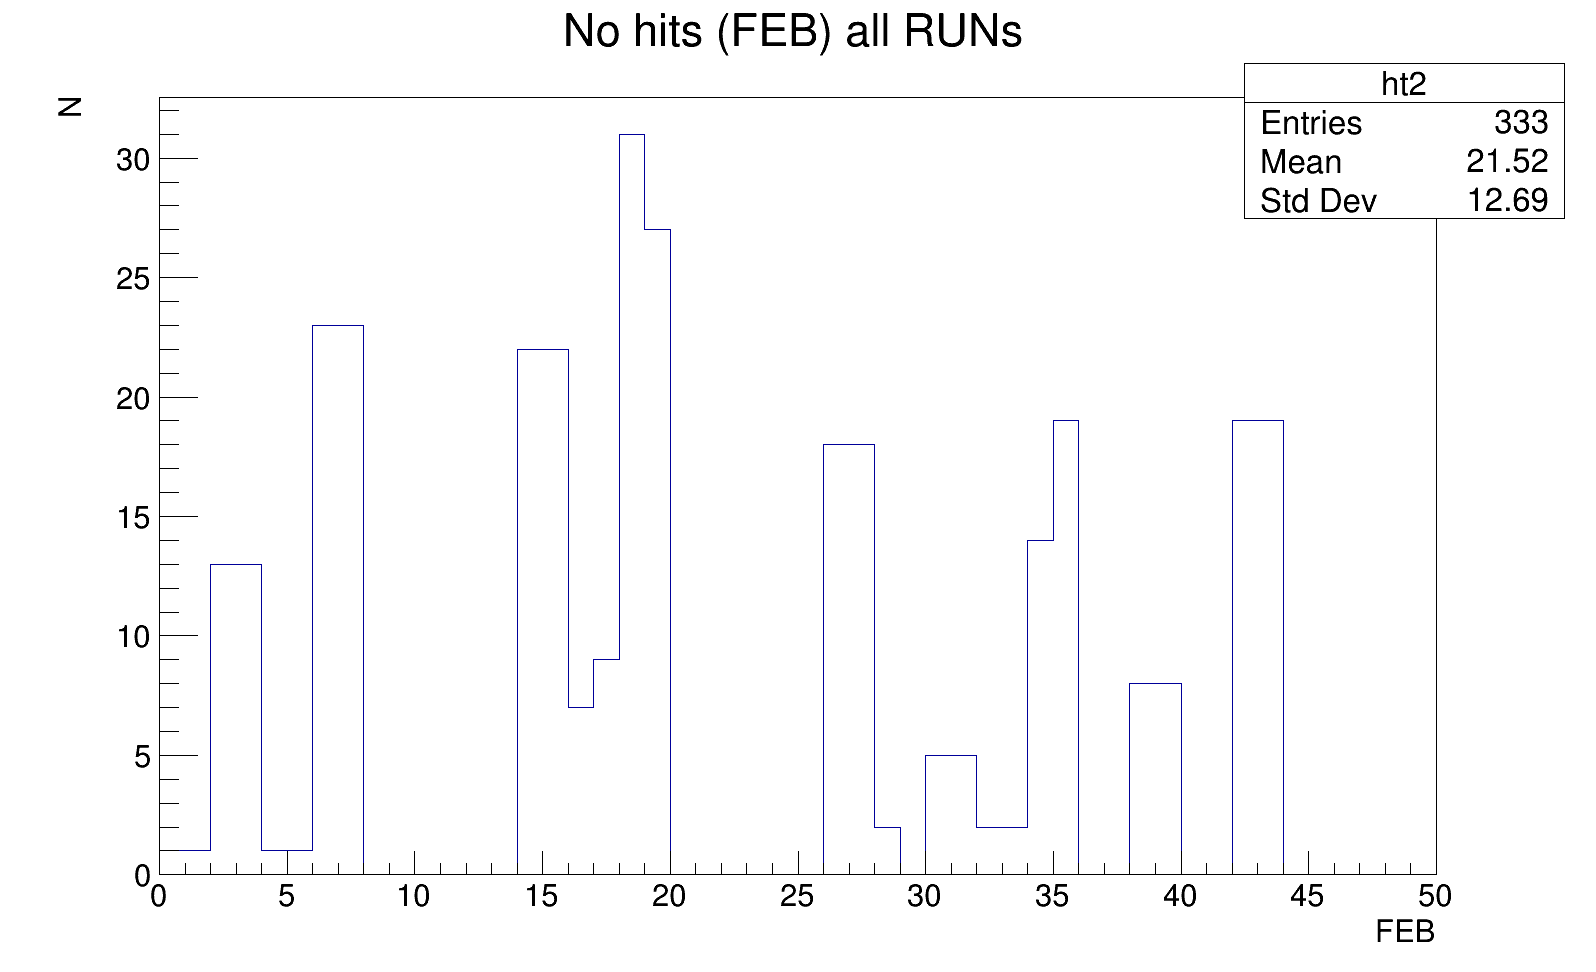 No hits (FEB) all RUNs
N
ht2
Entries 333
Mean 21.52
Std Dev 12.69
30
25
20
15
10
5
0
0 5 10 15 20 25 30 35 40 45 50
FEB